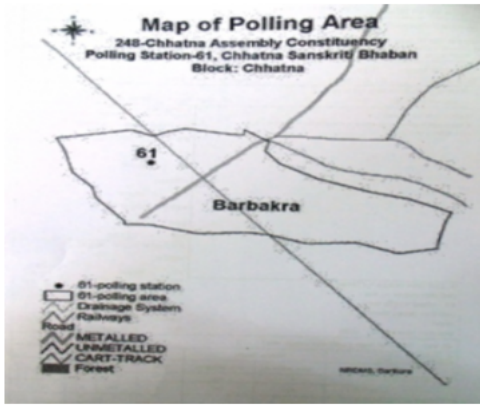 Map of Polling Area
248-Chhatna Assembly Constituency
Polling Station-61, Chhatna Sanskriti Bhaban
Block: Chhatna
61
Barbakra
61-polling station
61-polling area
Drainage System
Railways
Road
METALLED
UNMETALLED
CART-TRACK
Forest
Bankura